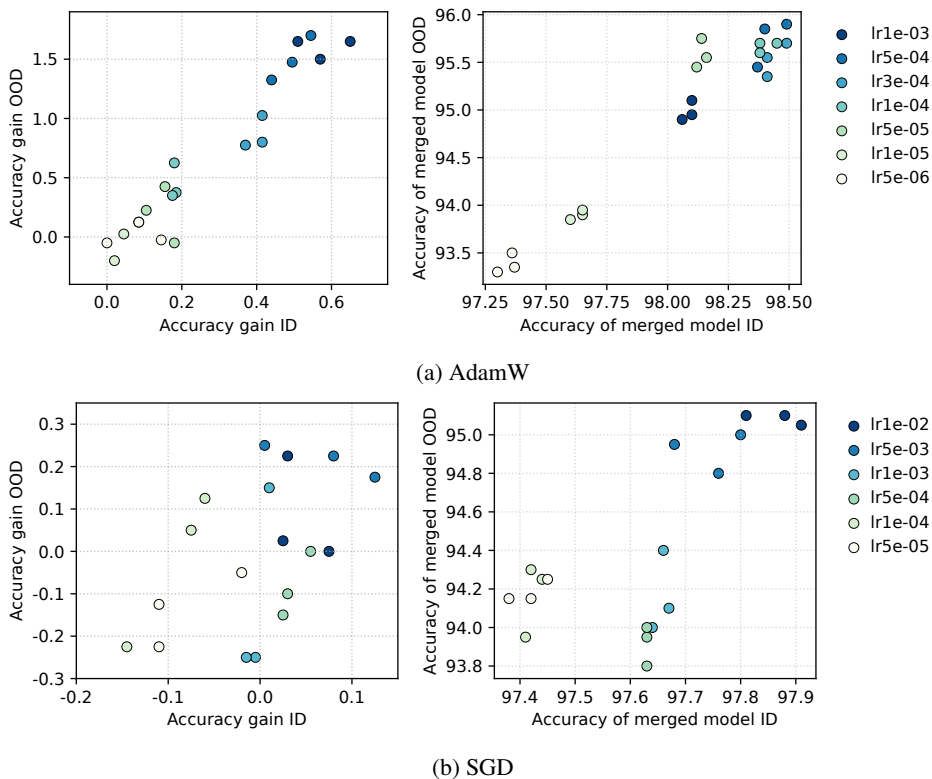 1.5
1.0
0.5
0.0
Accuracy gain OOD
0.0 0.2 0.4 0.6
Accuracy gain ID
96.0
95.5
95.0
94.5
94.0
93.5
Accuracy of merged model OOD
97.25 97.50 97.75 98.00 98.25 98.50
Accuracy of merged model ID
lr1e-03
lr5e-04
lr3e-04
lr1e-04
lr5e-05
lr1e-05
lr5e-06
(a) AdamW
0.3
0.2
0.1
0.0
-0.1
-0.2
-0.3
Accuracy gain OOD
-0.2 -0.1 0.0 0.1
Accuracy gain ID
95.0
94.8
94.6
94.4
94.2
94.0
93.8
Accuracy of merged model OOD
97.4 97.5 97.6 97.7 97.8 97.9
Accuracy of merged model ID
lr1e-02
lr5e-03
lr1e-03
lr5e-04
lr1e-04
lr5e-05
(b) SGD